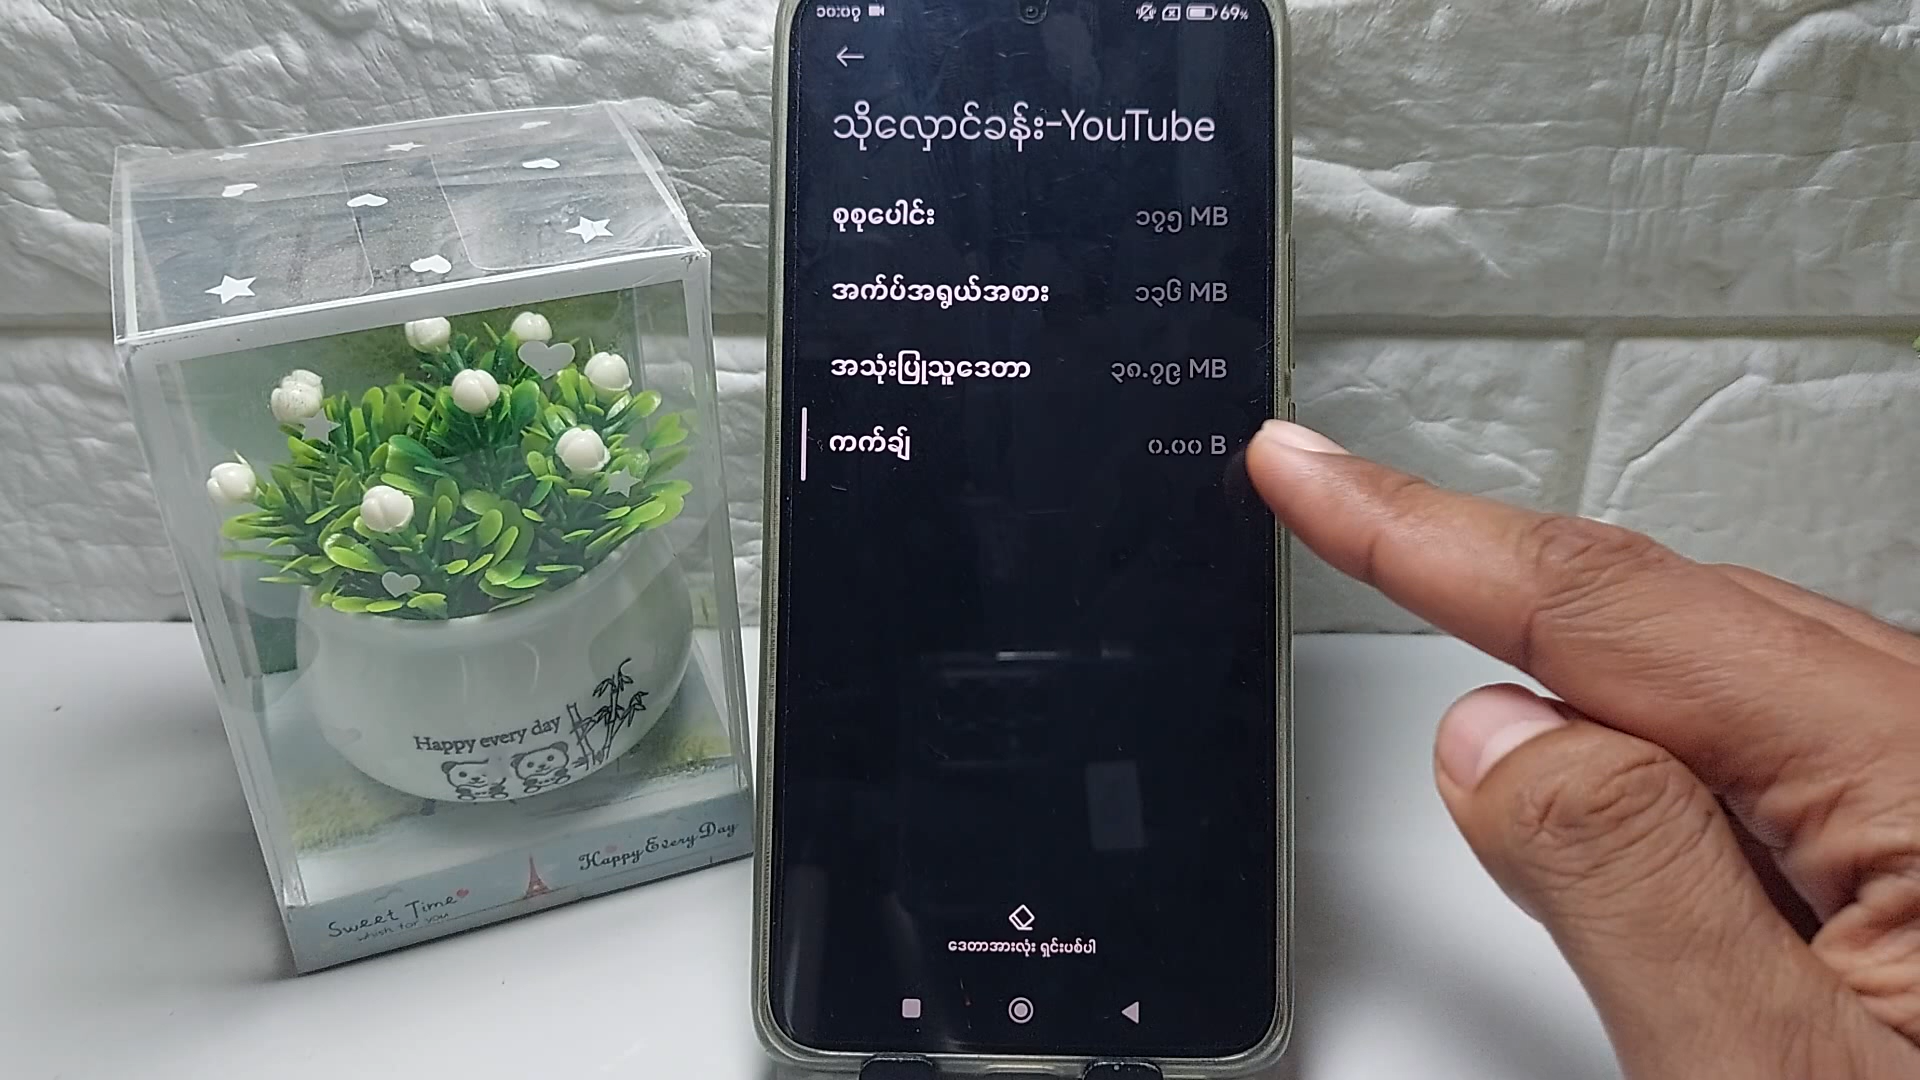 ၁၀:၀၇
69%
သိုလှောင်ခန်း-YouTube
စုစုပေါင်း ၁၇၅ MB
အက်ပ်အရွယ်အစား ၁၃၆ MB
အသုံးပြုသူဒေတာ ၃၈.၇၉ MB
ကက်ချ် ၀.၀၀ B
ဒေတာအားလုံး ရှင်းပစ်ပါ
Happy every day
Happy Every Day
Sweet Time
wish for you